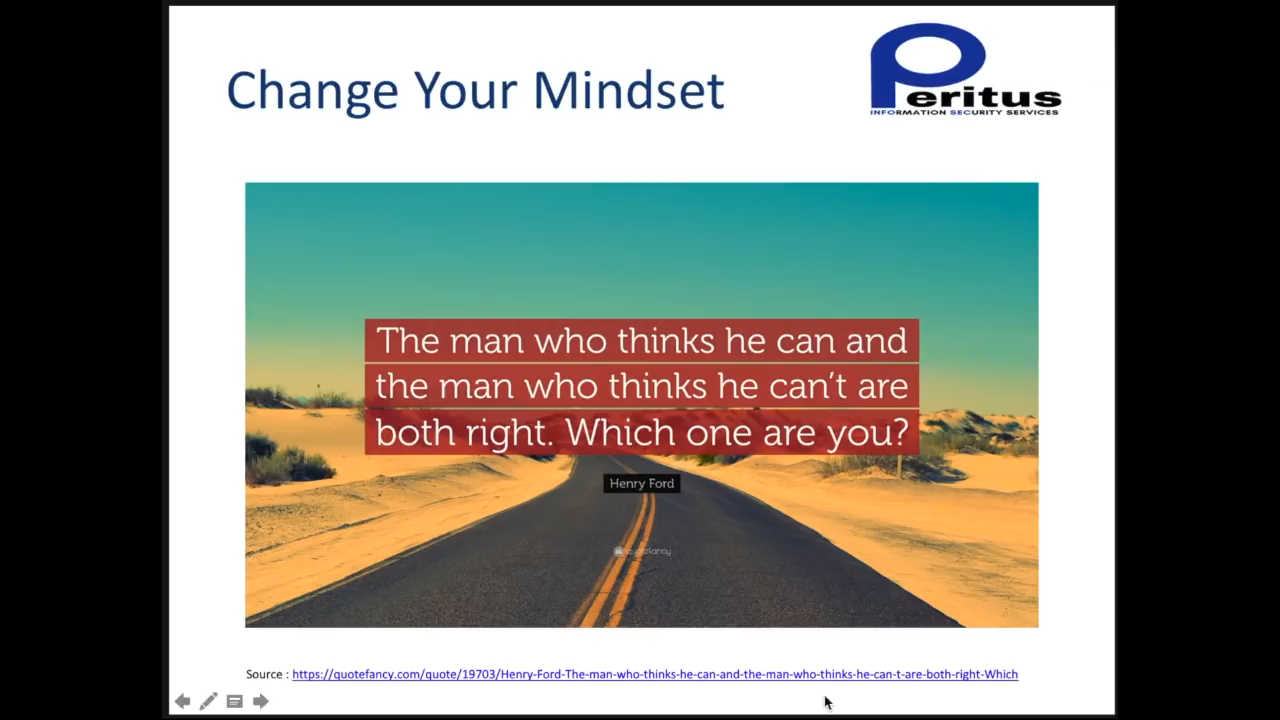 Change Your Mindset
Peritus
INFORMATION SECURITY SERVICES
The man who thinks he can and
the man who thinks he can't are
both right. Which one are you?
Henry Ford
quotefancy
Source : https://quotefancy.com/quote/19703/Henry-Ford-The-man-who-thinks-he-can-and-the-man-who-thinks-he-can-t-are-both-right-Which